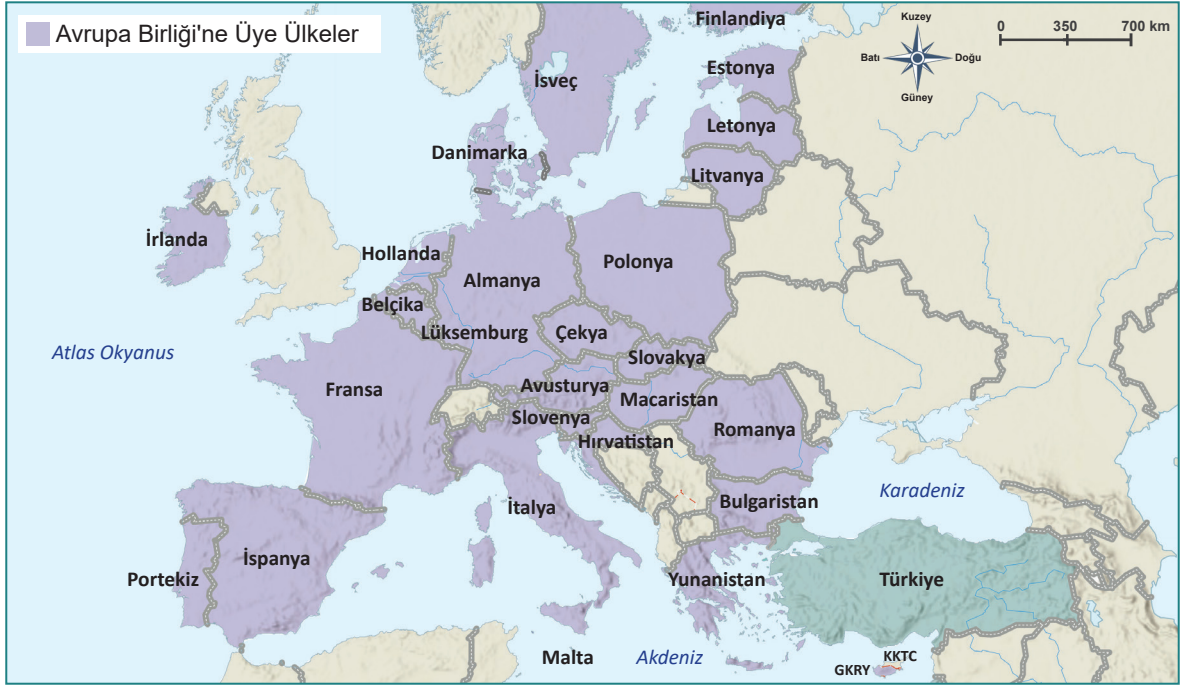 Avrupa Birliği'ne Üye Ülkeler
Finlandiya
Kuzey
0 350 700 km
Batı
Doğu
Güney
İsveç
Estonya
Letonya
Danimarka
Litvanya
İrlanda
Hollanda
Almanya
Polonya
Belçika
Lüksemburg
Çekya
Atlas Okyanus
Slovakya
Fransa
Avusturya
Macaristan
Slovenya
Romanya
Hırvatistan
Karadeniz
Bulgaristan
İtalya
İspanya
Portekiz
Yunanistan
Türkiye
Malta
Akdeniz
KKTC
GKRY